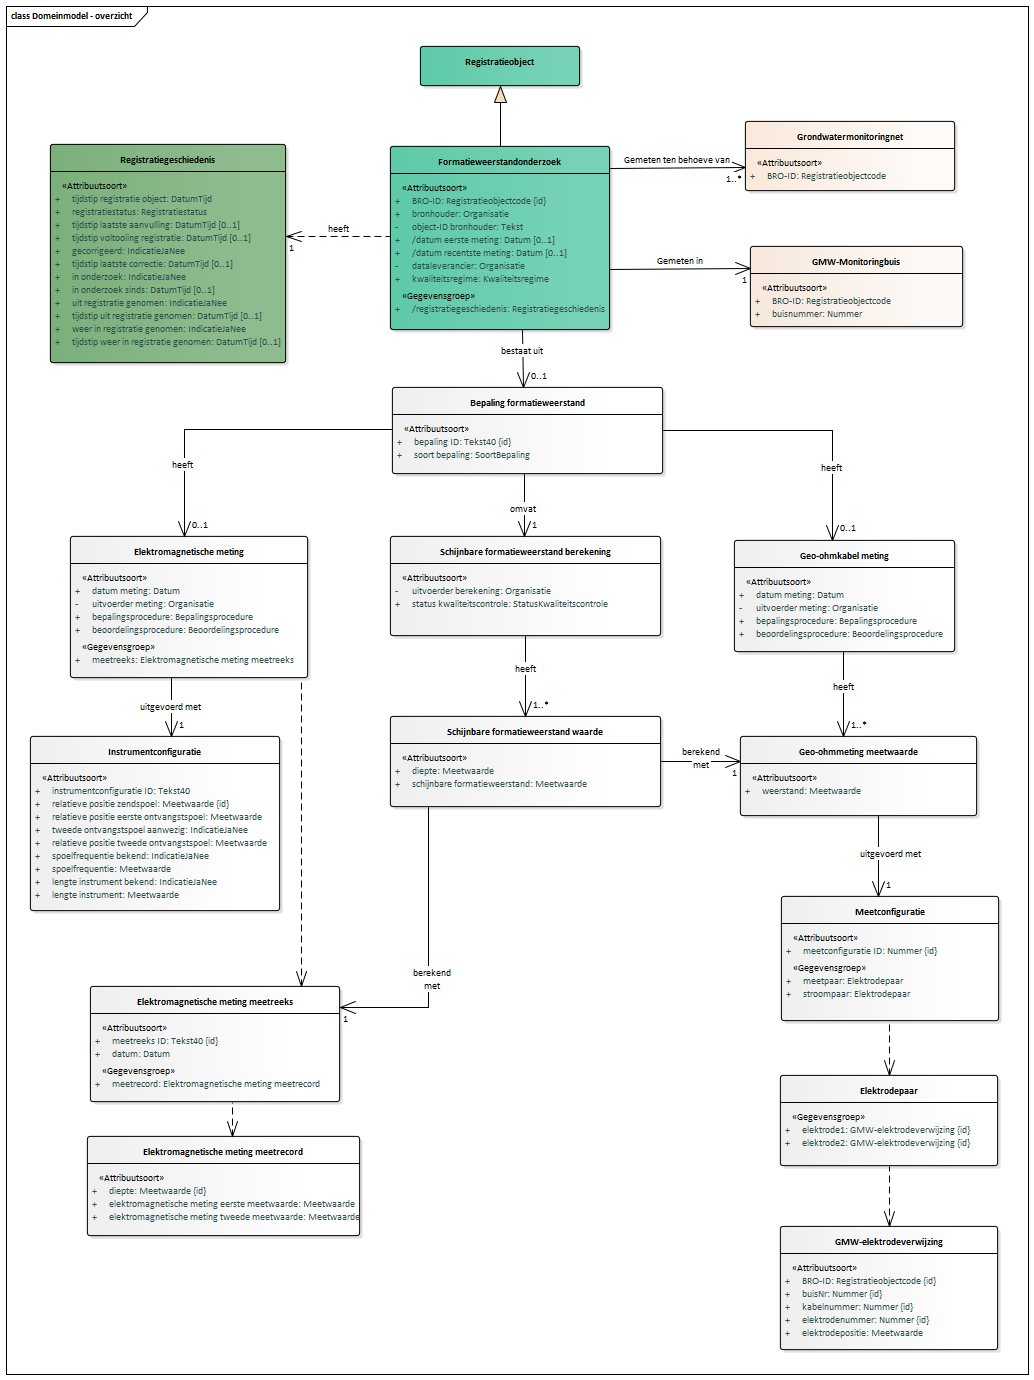 class Domeinmodel - overzicht
Registratieobject
Registratiegeschiedenis
«Attribuutsoort»
+ tijdstip registratie object: DatumTijd
+ registratiestatus: Registratiestatus
+ tijdstip laatste aanvulling: DatumTijd [0..1]
+ tijdstip voltooiing registratie: DatumTijd [0..1]
+ gecorrigeerd: IndicatieJaNee
+ tijdstip laatste correctie: DatumTijd [0..1]
+ in onderzoek: IndicatieJaNee
+ in onderzoek sinds: DatumTijd [0..1]
+ uit registratie genomen: IndicatieJaNee
+ tijdstip uit registratie genomen: DatumTijd [0..1]
+ weer in registratie genomen: IndicatieJaNee
+ tijdstip weer in registratie genomen: DatumTijd [0..1]
heeft
1
Formatieweerstandonderzoek
«Attribuutsoort»
+ BRO-ID: Registratieobjectcode {id}
+ bronhouder: Organisatie
- object-ID bronhouder: Tekst
+ /datum eerste meting: Datum [0..1]
+ /datum recentste meting: Datum [0..1]
- dataleverancier: Organisatie
+ kwaliteitsregime: Kwaliteitsregime
«Gegevensgroep»
+ /registratiegeschiedenis: Registratiegeschiedenis
Gemeten ten behoeve van
1..*
Grondwatermonitoringnet
«Attribuutsoort»
+ BRO-ID: Registratieobjectcode
Gemeten in
1
GMW-Monitoringbuis
«Attribuutsoort»
+ BRO-ID: Registratieobjectcode
+ buisnummer: Nummer
bestaat uit
0..1
Bepaling formatieweerstand
«Attribuutsoort»
+ bepaling ID: Tekst40 {id}
+ soort bepaling: SoortBepaling
heeft
0..1
omvat
1
heeft
0..1
Elektromagnetische meting
«Attribuutsoort»
+ datum meting: Datum
- uitvoerder meting: Organisatie
+ bepalingsprocedure: Bepalingsprocedure
+ beoordelingsprocedure: Beoordelingsprocedure
«Gegevensgroep»
+ meetreeks: Elektromagnetische meting meetreeks
Schijnbare formatieweerstand berekening
«Attribuutsoort»
- uitvoerder berekening: Organisatie
+ status kwaliteitscontrole: StatusKwaliteitscontrole
Geo-ohmkabel meting
«Attribuutsoort»
+ datum meting: Datum
- uitvoerder meting: Organisatie
+ bepalingsprocedure: Bepalingsprocedure
+ beoordelingsprocedure: Beoordelingsprocedure
uitgevoerd met
1
heeft
1..*
heeft
1..*
Instrumentconfiguratie
«Attribuutsoort»
+ instrumentconfiguratie ID: Tekst40
+ relatieve positie zendspoel: Meetwaarde {id}
+ relatieve positie eerste ontvangstspoel: Meetwaarde
+ tweede ontvangstspoel aanwezig: IndicatieJaNee
+ relatieve positie tweede ontvangstspoel: Meetwaarde
+ spoelfrequentie bekend: IndicatieJaNee
+ spoelfrequentie: Meetwaarde
+ lengte instrument bekend: IndicatieJaNee
+ lengte instrument: Meetwaarde
Schijnbare formatieweerstand waarde
«Attribuutsoort»
+ diepte: Meetwaarde
+ schijnbare formatieweerstand: Meetwaarde
berekend
met
1
Geo-ohmmeting meetwaarde
«Attribuutsoort»
+ weerstand: Meetwaarde
uitgevoerd met
1
Meetconfiguratie
«Attribuutsoort»
+ meetconfiguratie ID: Nummer {id}
«Gegevensgroep»
+ meetpaar: Elektrodepaar
+ stroompaar: Elektrodepaar
berekend
met
1
Elektromagnetische meting meetreeks
«Attribuutsoort»
+ meetreeks ID: Tekst40 {id}
+ datum: Datum
«Gegevensgroep»
+ meetrecord: Elektromagnetische meting meetrecord
Elektrodepaar
«Gegevensgroep»
+ elektrode1: GMW-elektrodeverwijzing {id}
+ elektrode2: GMW-elektrodeverwijzing {id}
Elektromagnetische meting meetrecord
«Attribuutsoort»
+ diepte: Meetwaarde {id}
+ elektromagnetische meting eerste meetwaarde: Meetwaarde
+ elektromagnetische meting tweede meetwaarde: Meetwaarde
GMW-elektrodeverwijzing
«Attribuutsoort»
+ BRO-ID: Registratieobjectcode {id}
+ buisNr: Nummer {id}
+ kabelnummer: Nummer {id}
+ elektrodenummer: Nummer {id}
+ elektrodepositie: Meetwaarde